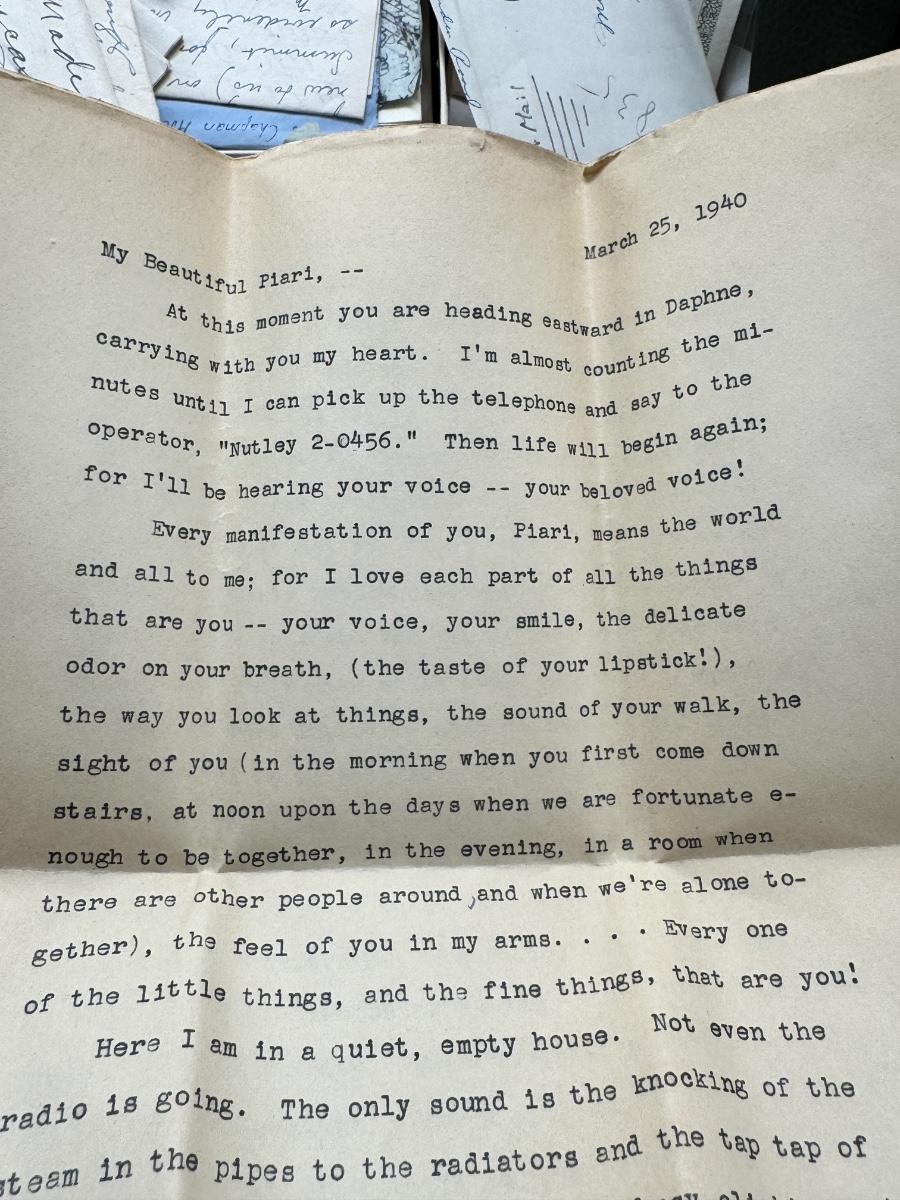 Made
summit, for
new to us) on
Chapman
Mail
March 25, 1940
My Beautiful Piari, --
At this moment you are heading eastward in Daphne,
carrying with you my heart. I'm almost counting the mi-
nutes until I can pick up the telephone and say to the
operator, "Nutley 2-0456." Then life will begin again;
for I'll be hearing your voice -- your beloved voice!
Every manifestation of you, Piari, means the world
and all to me; for I love each part of all the things
that are you -- your voice, your smile, the delicate
odor on your breath, (the taste of your lipstick!),
the way you look at things, the sound of your walk, the
sight of you (in the morning when you first come down
stairs, at noon upon the days when we are fortunate e-
nough to be together, in the evening, in a room when
there are other people around, and when we're alone to-
gether), the feel of you in my arms. . . . Every one
of the little things, and the fine things, that are you!
Here I am in a quiet, empty house. Not even the
radio is going. The only sound is the knocking of the
steam in the pipes to the radiators and the tap tap of